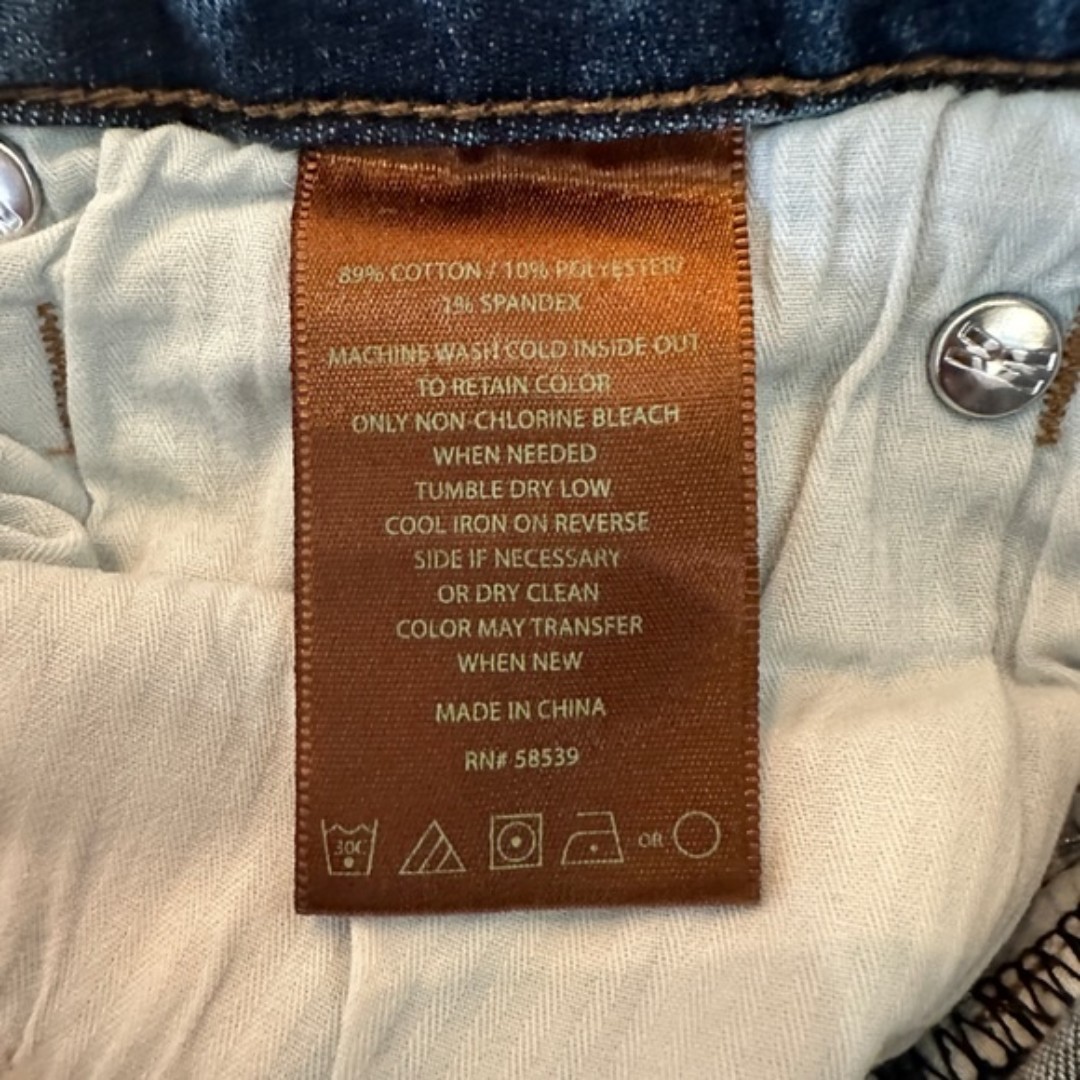 89% COTTON / 10% POLYESTER/
1% SPANDEX
MACHINE WASH COLD INSIDE OUT
TO RETAIN COLOR
ONLY NON-CHLORINE BLEACH
WHEN NEEDED
TUMBLE DRY LOW
COOL IRON ON REVERSE
SIDE IF NECESSARY
OR DRY CLEAN
COLOR MAY TRANSFER
WHEN NEW
MADE IN CHINA
RN# 58539
30C OR